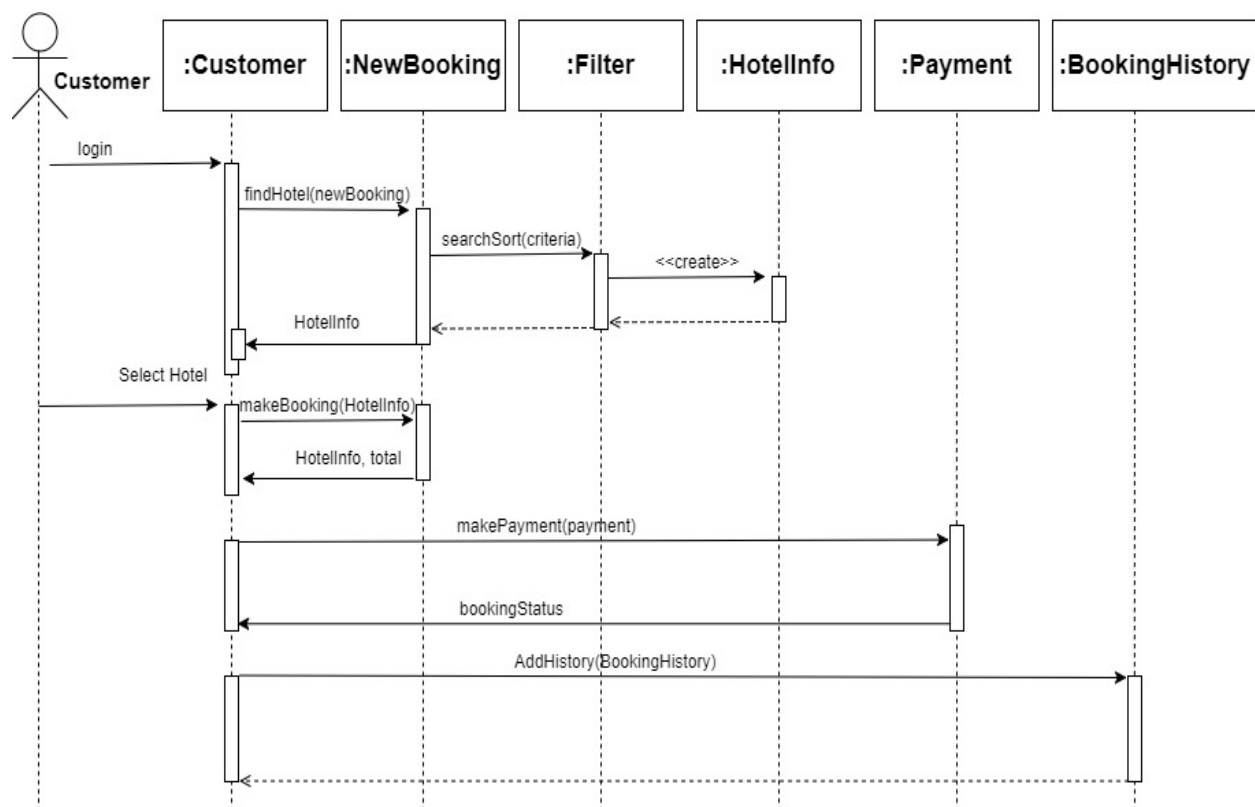 Customer
:Customer
:NewBooking
:Filter
:HotelInfo
:Payment
:BookingHistory
login
findHotel(newBooking)
searchSort(criteria)
<<create>>
HotelInfo
Select Hotel
makeBooking(HotelInfo)
HotelInfo, total
makePayment(payment)
bookingStatus
AddHistory(BookingHistory)